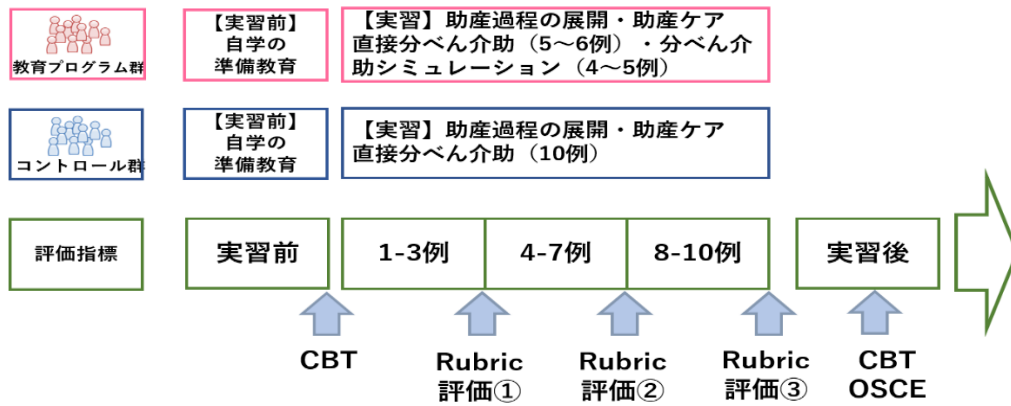 教育プログラム群
【実習前】
自学の
準備教育
【実習】助産過程の展開・助産ケア
直接分べん介助（5～6例）・分べん介
助シミュレーション（4～5例）
コントロール群
【実習前】
自学の
準備教育
【実習】助産過程の展開・助産ケア
直接分べん介助（10例）
評価指標
実習前
1-3例
4-7例
8-10例
実習後
CBT
Rubric
評価①
Rubric
評価②
Rubric
評価③
CBT
OSCE